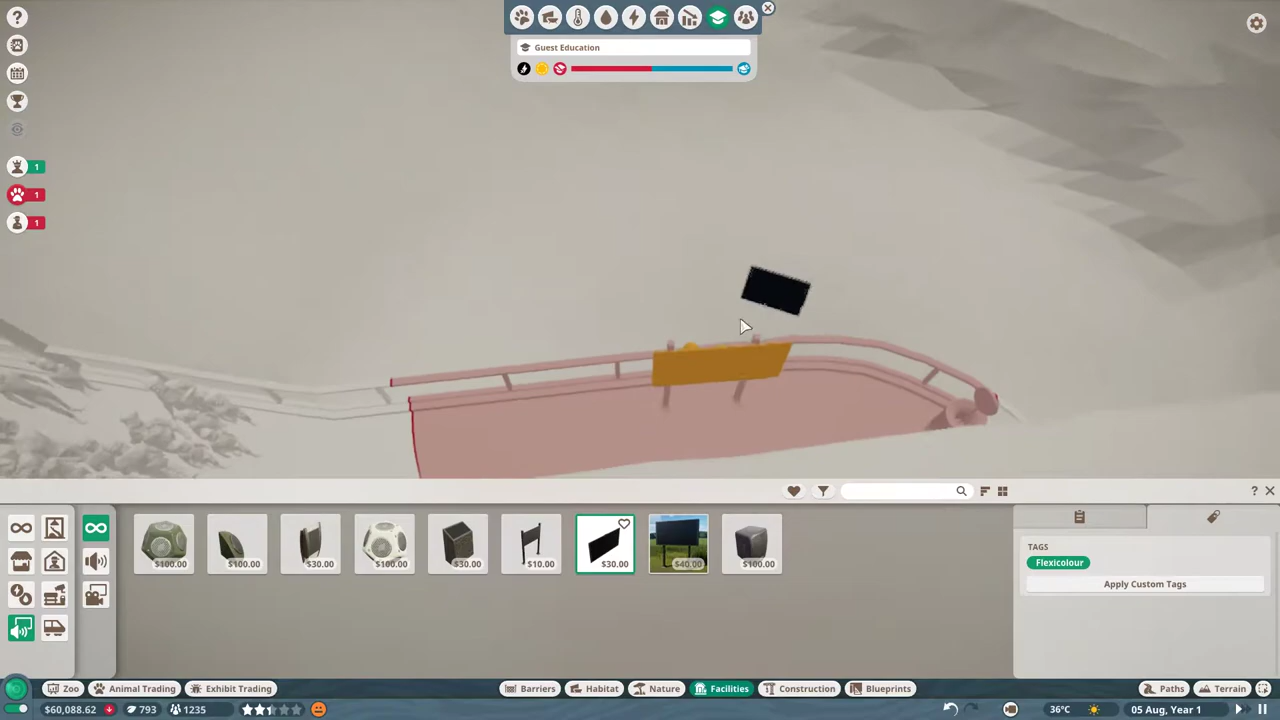 ?
Guest Education
1
1
1
$100.00
$100.00
$30.00
$100.00
$30.00
$10.00
$30.00
$40.00
$100.00
?
TAGS
Flexicolour
Apply Custom Tags
Zoo
Animal Trading
Exhibit Trading
Barriers
Habitat
Nature
Facilities
Construction
Blueprints
Paths
Terrain
$60,088.62
793
1235
36°C
05 Aug, Year 1